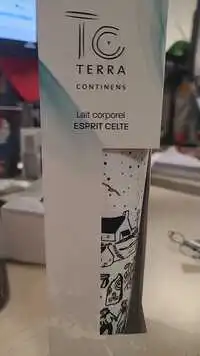 TC
TERRA
CONTINENS
Lait corporel
ESPRIT CELTE